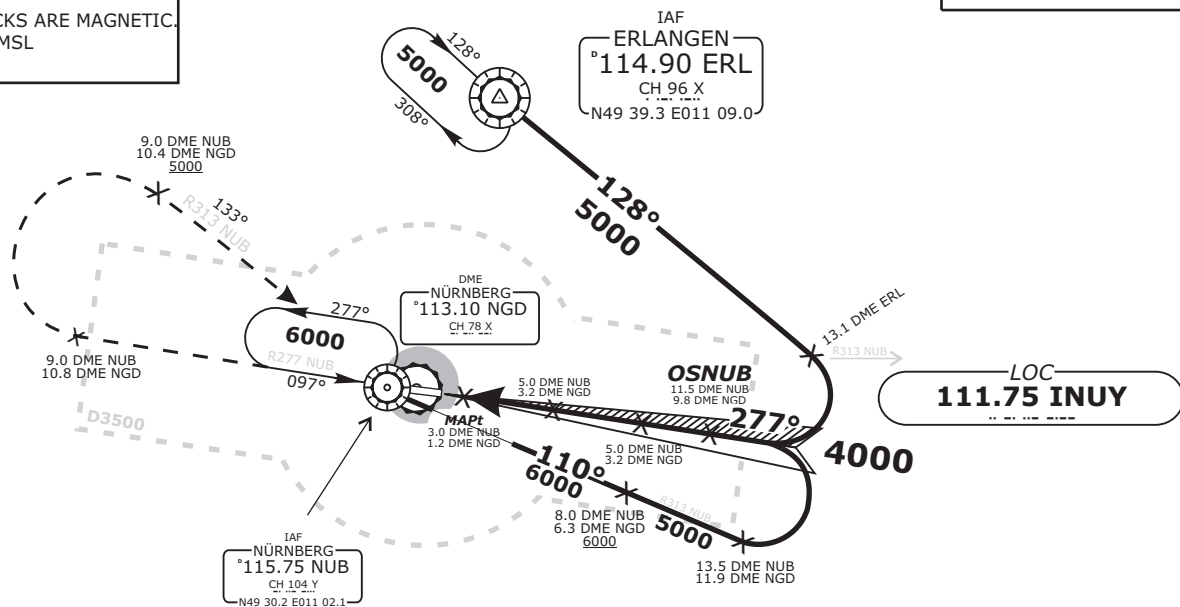 CKS ARE MAGNETIC.
MSL
IAF
ERLANGEN
D 114.90 ERL
CH 96 X
N49 39.3 E011 09.0
128°
5000
308°
9.0 DME NUB
10.4 DME NGD
5000
133°
R313 NUB
128°
5000
DME
NÜRNBERG
D 113.10 NGD
CH 78 X
277°
6000
R277 NUB
097°
9.0 DME NUB
10.8 DME NGD
D3500
13.1 DME ERL
R313 NUB
LOC
111.75 INUY
OSNUB
11.5 DME NUB
9.8 DME NGD
5.0 DME NUB
3.2 DME NGD
277°
4000
MAPt
3.0 DME NUB
1.2 DME NGD
5.0 DME NUB
3.2 DME NGD
110°
6000
R313 NUB
5000
8.0 DME NUB
6.3 DME NGD
6000
13.5 DME NUB
11.9 DME NGD
IAF
NÜRNBERG
D 115.75 NUB
CH 104 Y
N49 30.2 E011 02.1